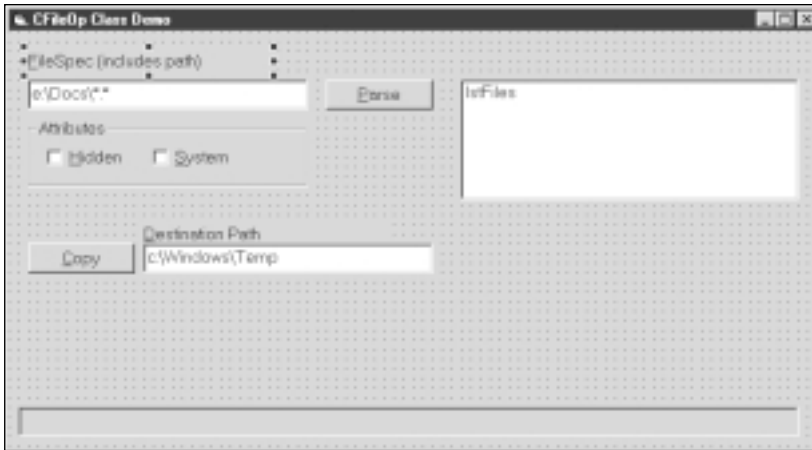 CFileOp Class Demo
FileSpec (includes path)
e:\Docs\*.*
Parse
lstFiles
Attributes
Hidden
System
Destination Path
Copy
c:\Windows\Temp